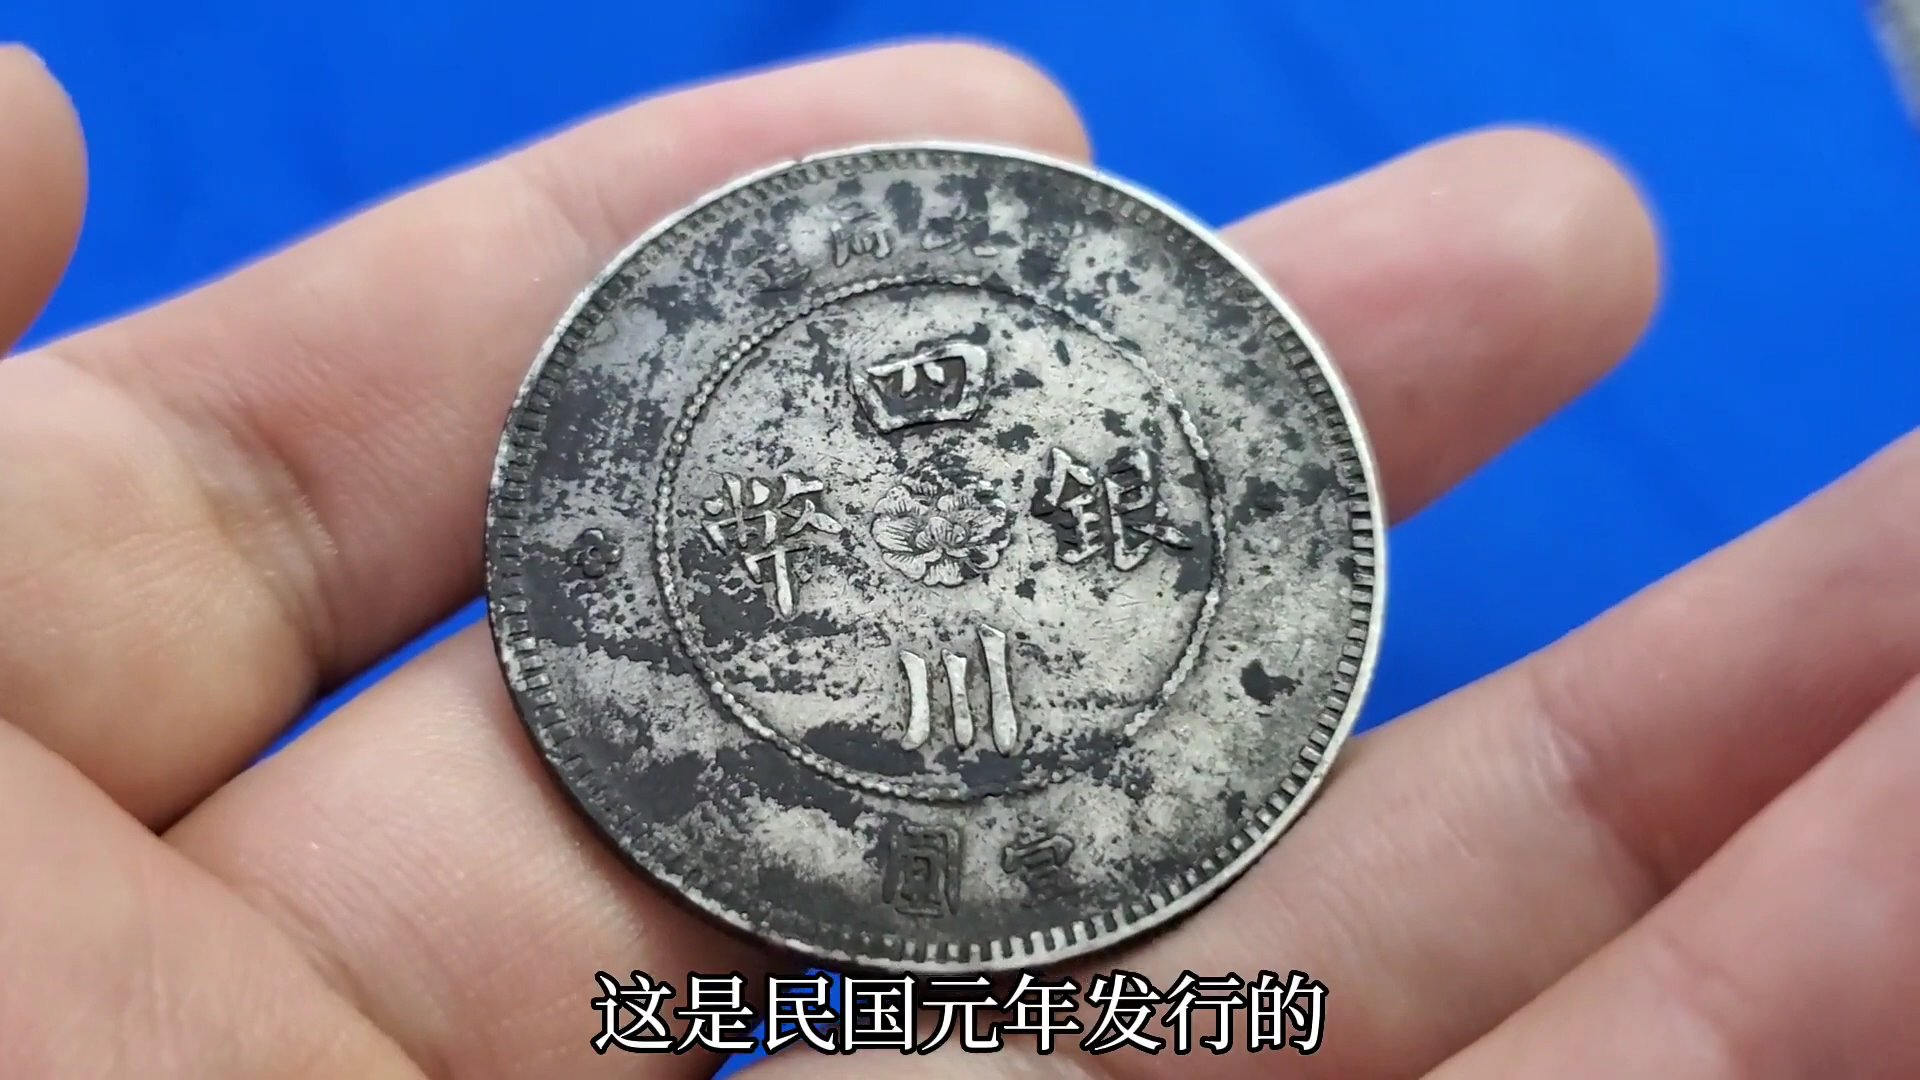 四
銀幣
川
壹圓
这是民国元年发行的